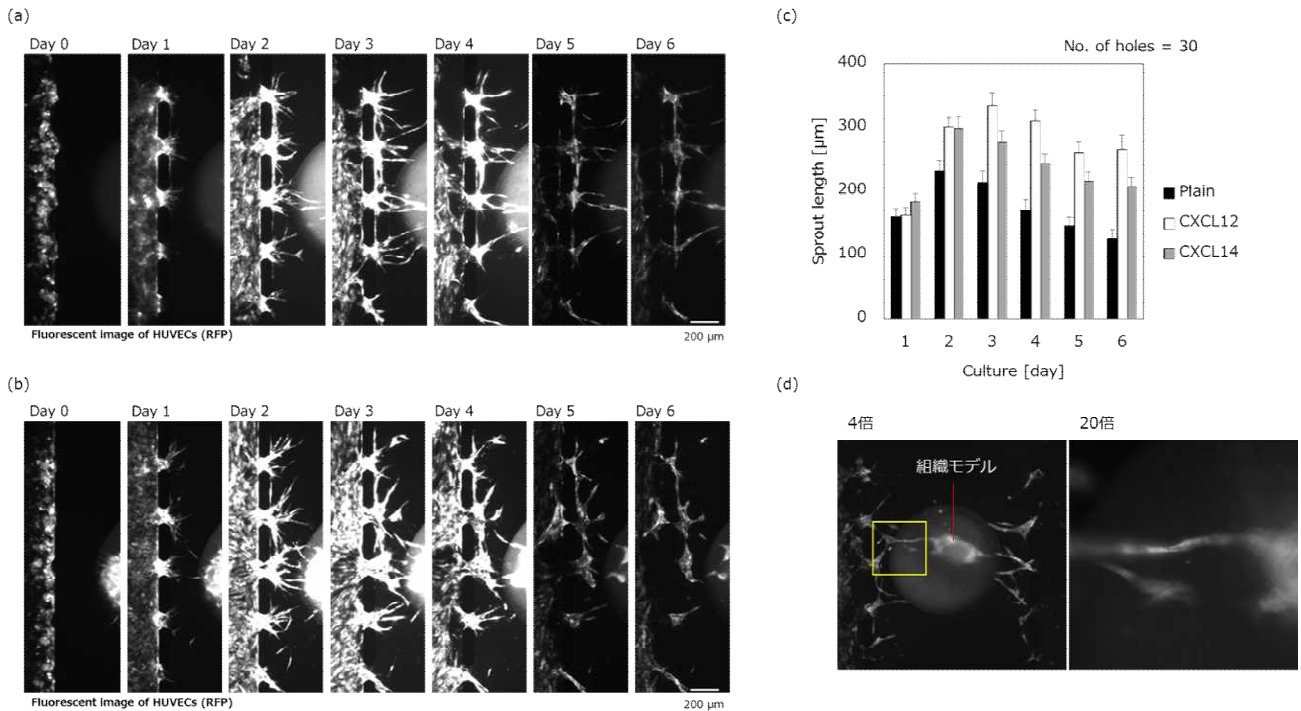 (a)
Day 0 Day 1 Day 2 Day 3 Day 4 Day 5 Day 6
Fluorescent image of HUVECs (RFP) 200 μm
(b)
Day 0 Day 1 Day 2 Day 3 Day 4 Day 5 Day 6
Fluorescent image of HUVECs (RFP) 200 μm
(c)
No. of holes = 30
Sprout length [μm]
400
300
200
100
0
1 2 3 4 5 6
Culture [day]
Plain
CXCL12
CXCL14
(d)
4倍 20倍
組織モデル